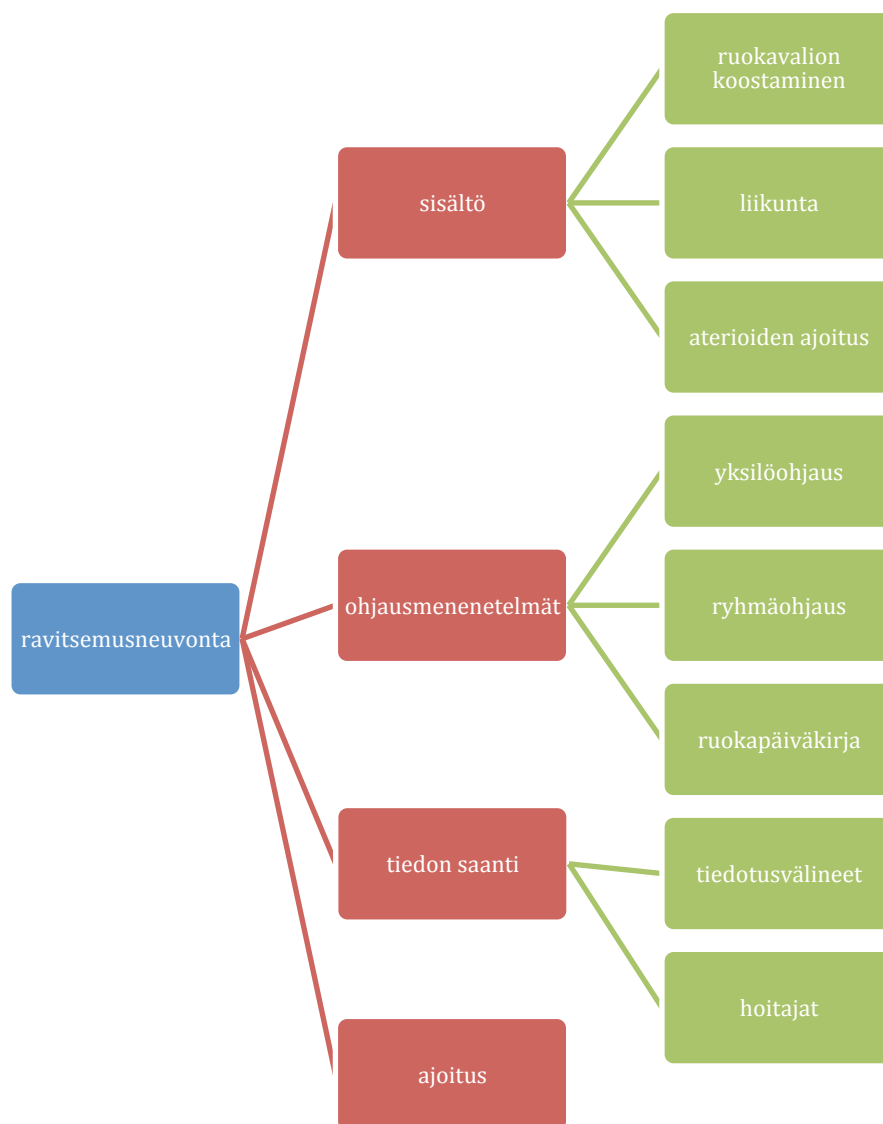 ravitsemusneuvonta
sisältö
ruokavalion
koostaminen
liikunta
aterioiden ajoitus
ohjausmenenetelmät
yksilöohjaus
ryhmäohjaus
ruokapäiväkirja
tiedon saanti
tiedotusvälineet
hoitajat
ajoitus